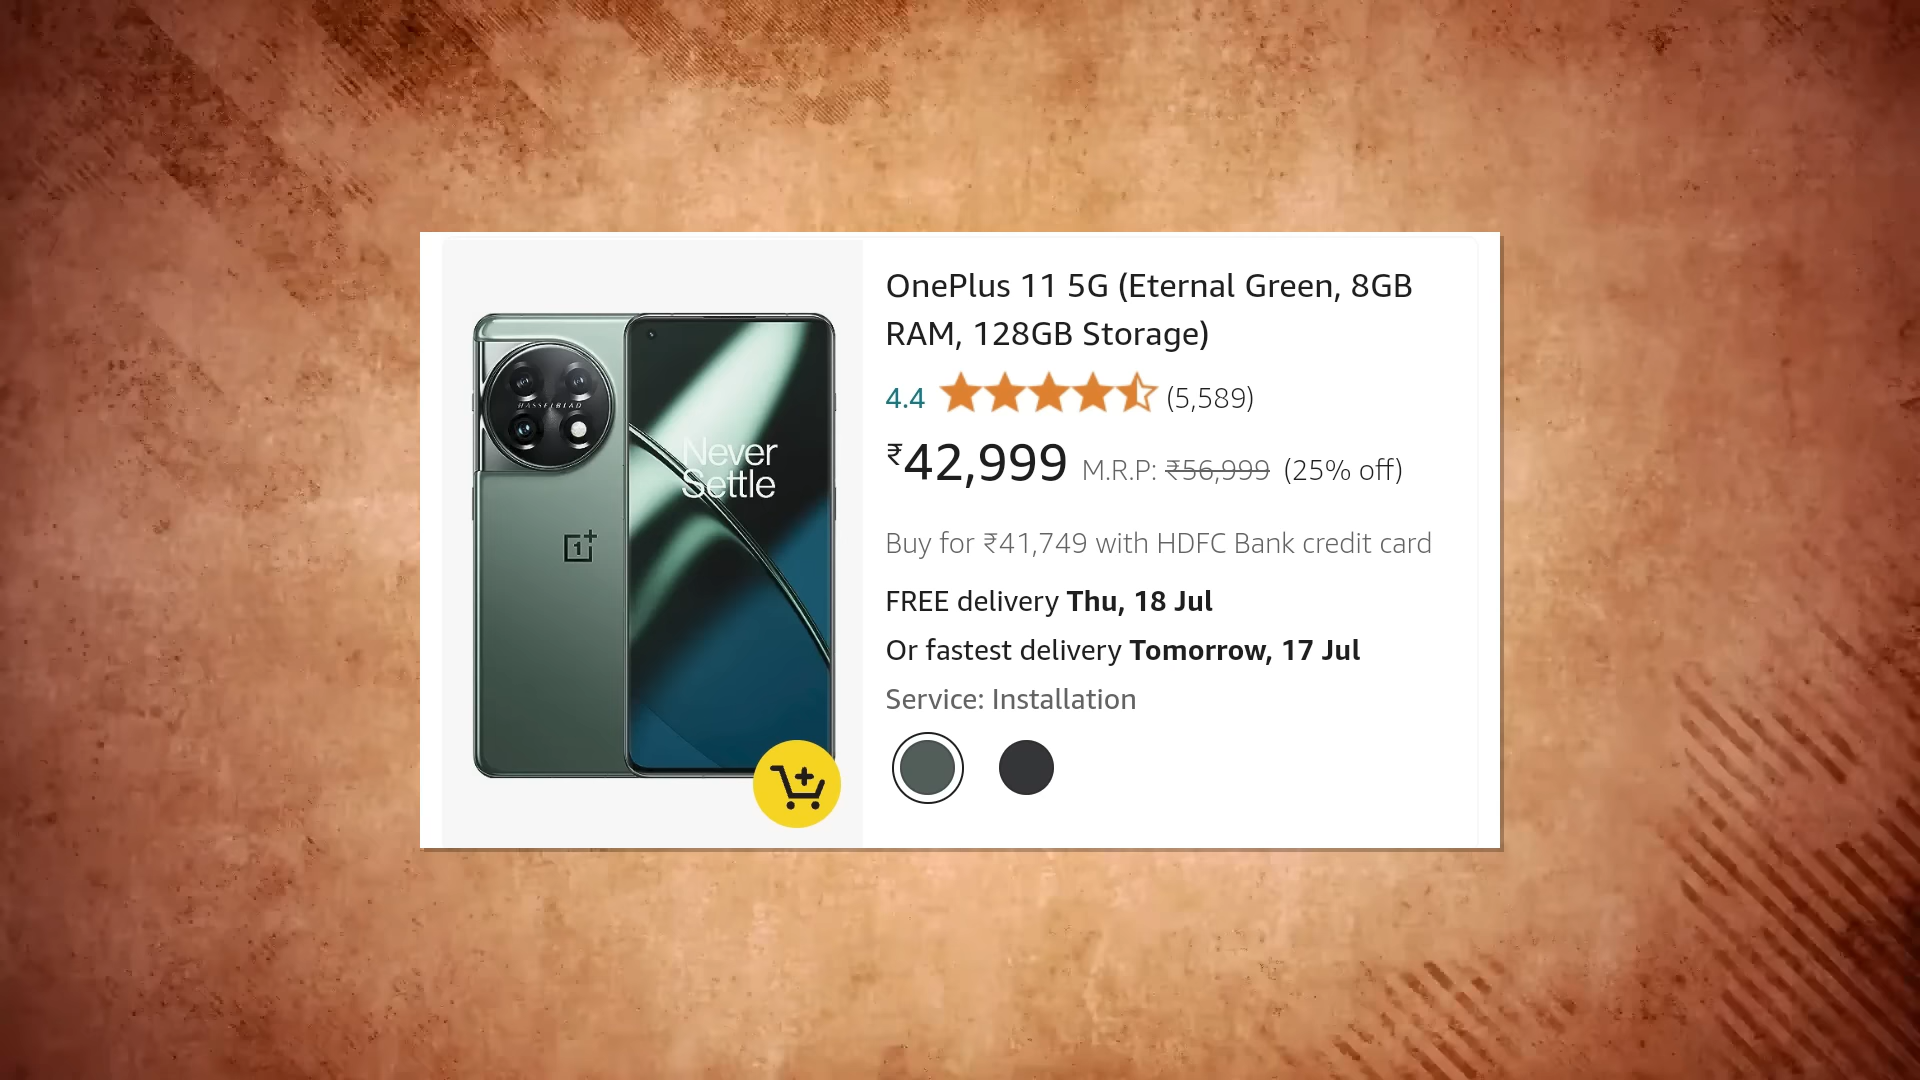 HASSELBLAD
Never
Settle
OnePlus 11 5G (Eternal Green, 8GB
RAM, 128GB Storage)
4.4 (5,589)
₹42,999 M.R.P: ₹56,999 (25% off)
Buy for ₹41,749 with HDFC Bank credit card
FREE delivery Thu, 18 Jul
Or fastest delivery Tomorrow, 17 Jul
Service: Installation